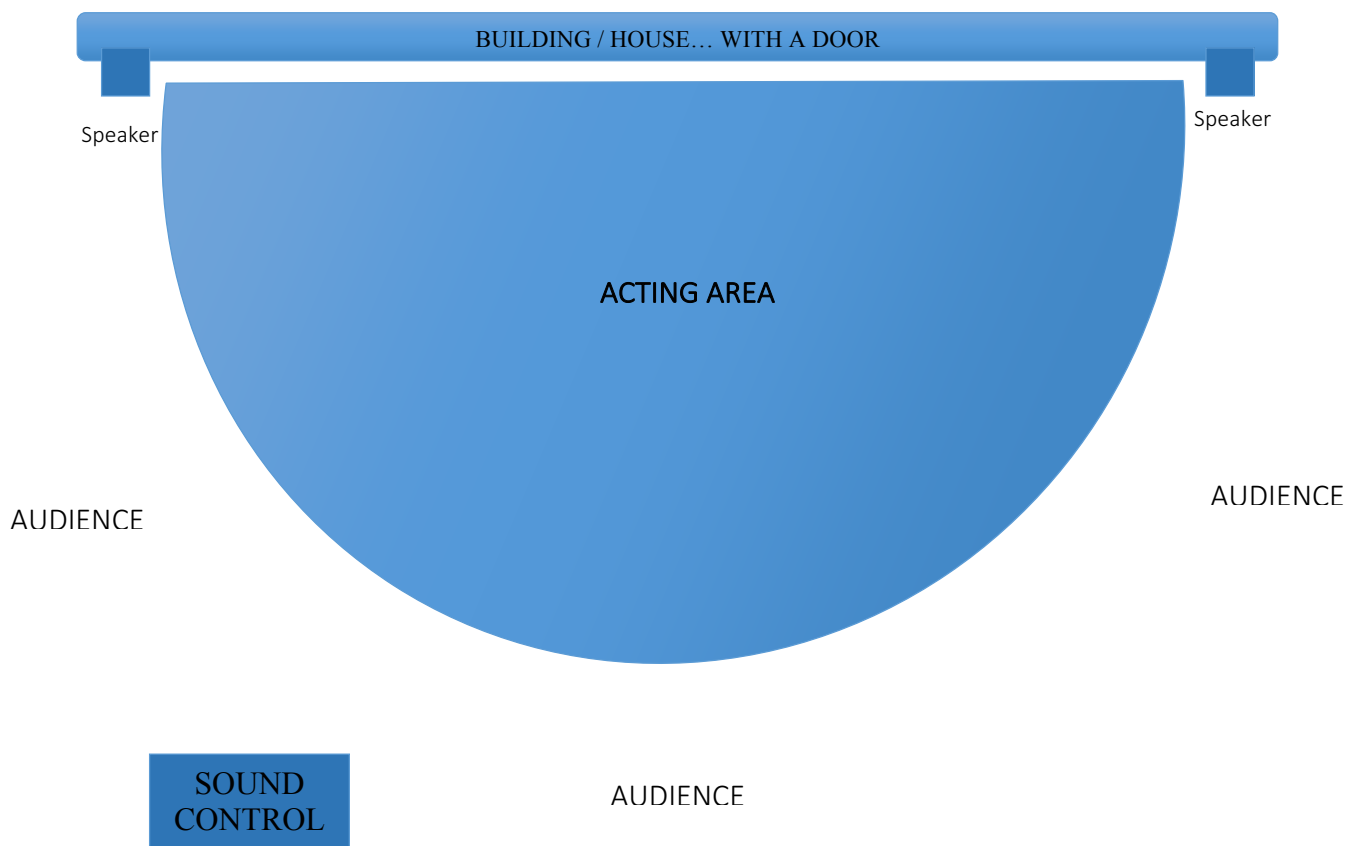 BUILDING / HOUSE… WITH A DOOR
Speaker
Speaker
ACTING AREA
AUDIENCE
AUDIENCE
SOUND
CONTROL
AUDIENCE